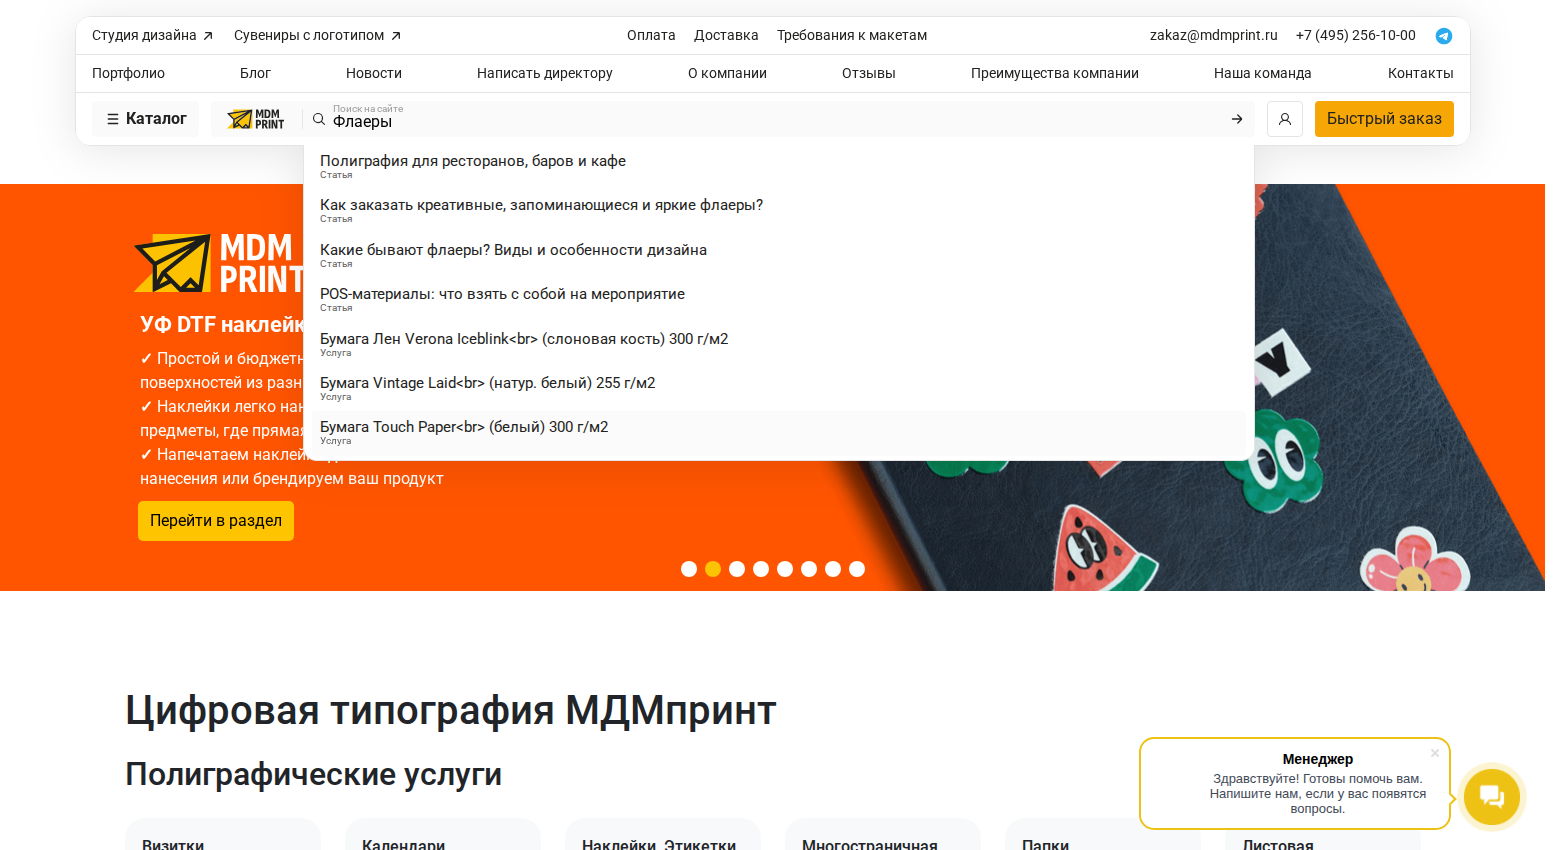 Студия дизайна
Сувениры с логотипом
Оплата
Доставка
Требования к макетам
zakaz@mdmprint.ru
+7 (495) 256-10-00
Портфолио
Блог
Новости
Написать директору
О компании
Отзывы
Преимущества компании
Наша команда
Контакты
Каталог
MDM
PRINT
Поиск на сайте
Флаеры
Быстрый заказ
Полиграфия для ресторанов, баров и кафе
Статья
Как заказать креативные, запоминающиеся и яркие флаеры?
Статья
Какие бывают флаеры? Виды и особенности дизайна
Статья
POS-материалы: что взять с собой на мероприятие
Статья
Бумага Лен Verona Iceblink<br> (слоновая кость) 300 г/м2
Услуга
Бумага Vintage Laid<br> (натур. белый) 255 г/м2
Услуга
Бумага Touch Paper<br> (белый) 300 г/м2
Услуга
MDM
PRINT
УФ DTF наклейк
✓ Простой и бюджетн
поверхностей из разн
✓ Наклейки легко нан
предметы, где прямая
✓ Напечатаем наклей
нанесения или брендируем ваш продукт
Перейти в раздел
Цифровая типография МДМпринт
Полиграфические услуги
Визитки
Календари
Наклейки, Этикетки
Многостраничная
Папки
Листовая
Менеджер
Здравствуйте! Готовы помочь вам.
Напишите нам, если у вас появятся
вопросы.